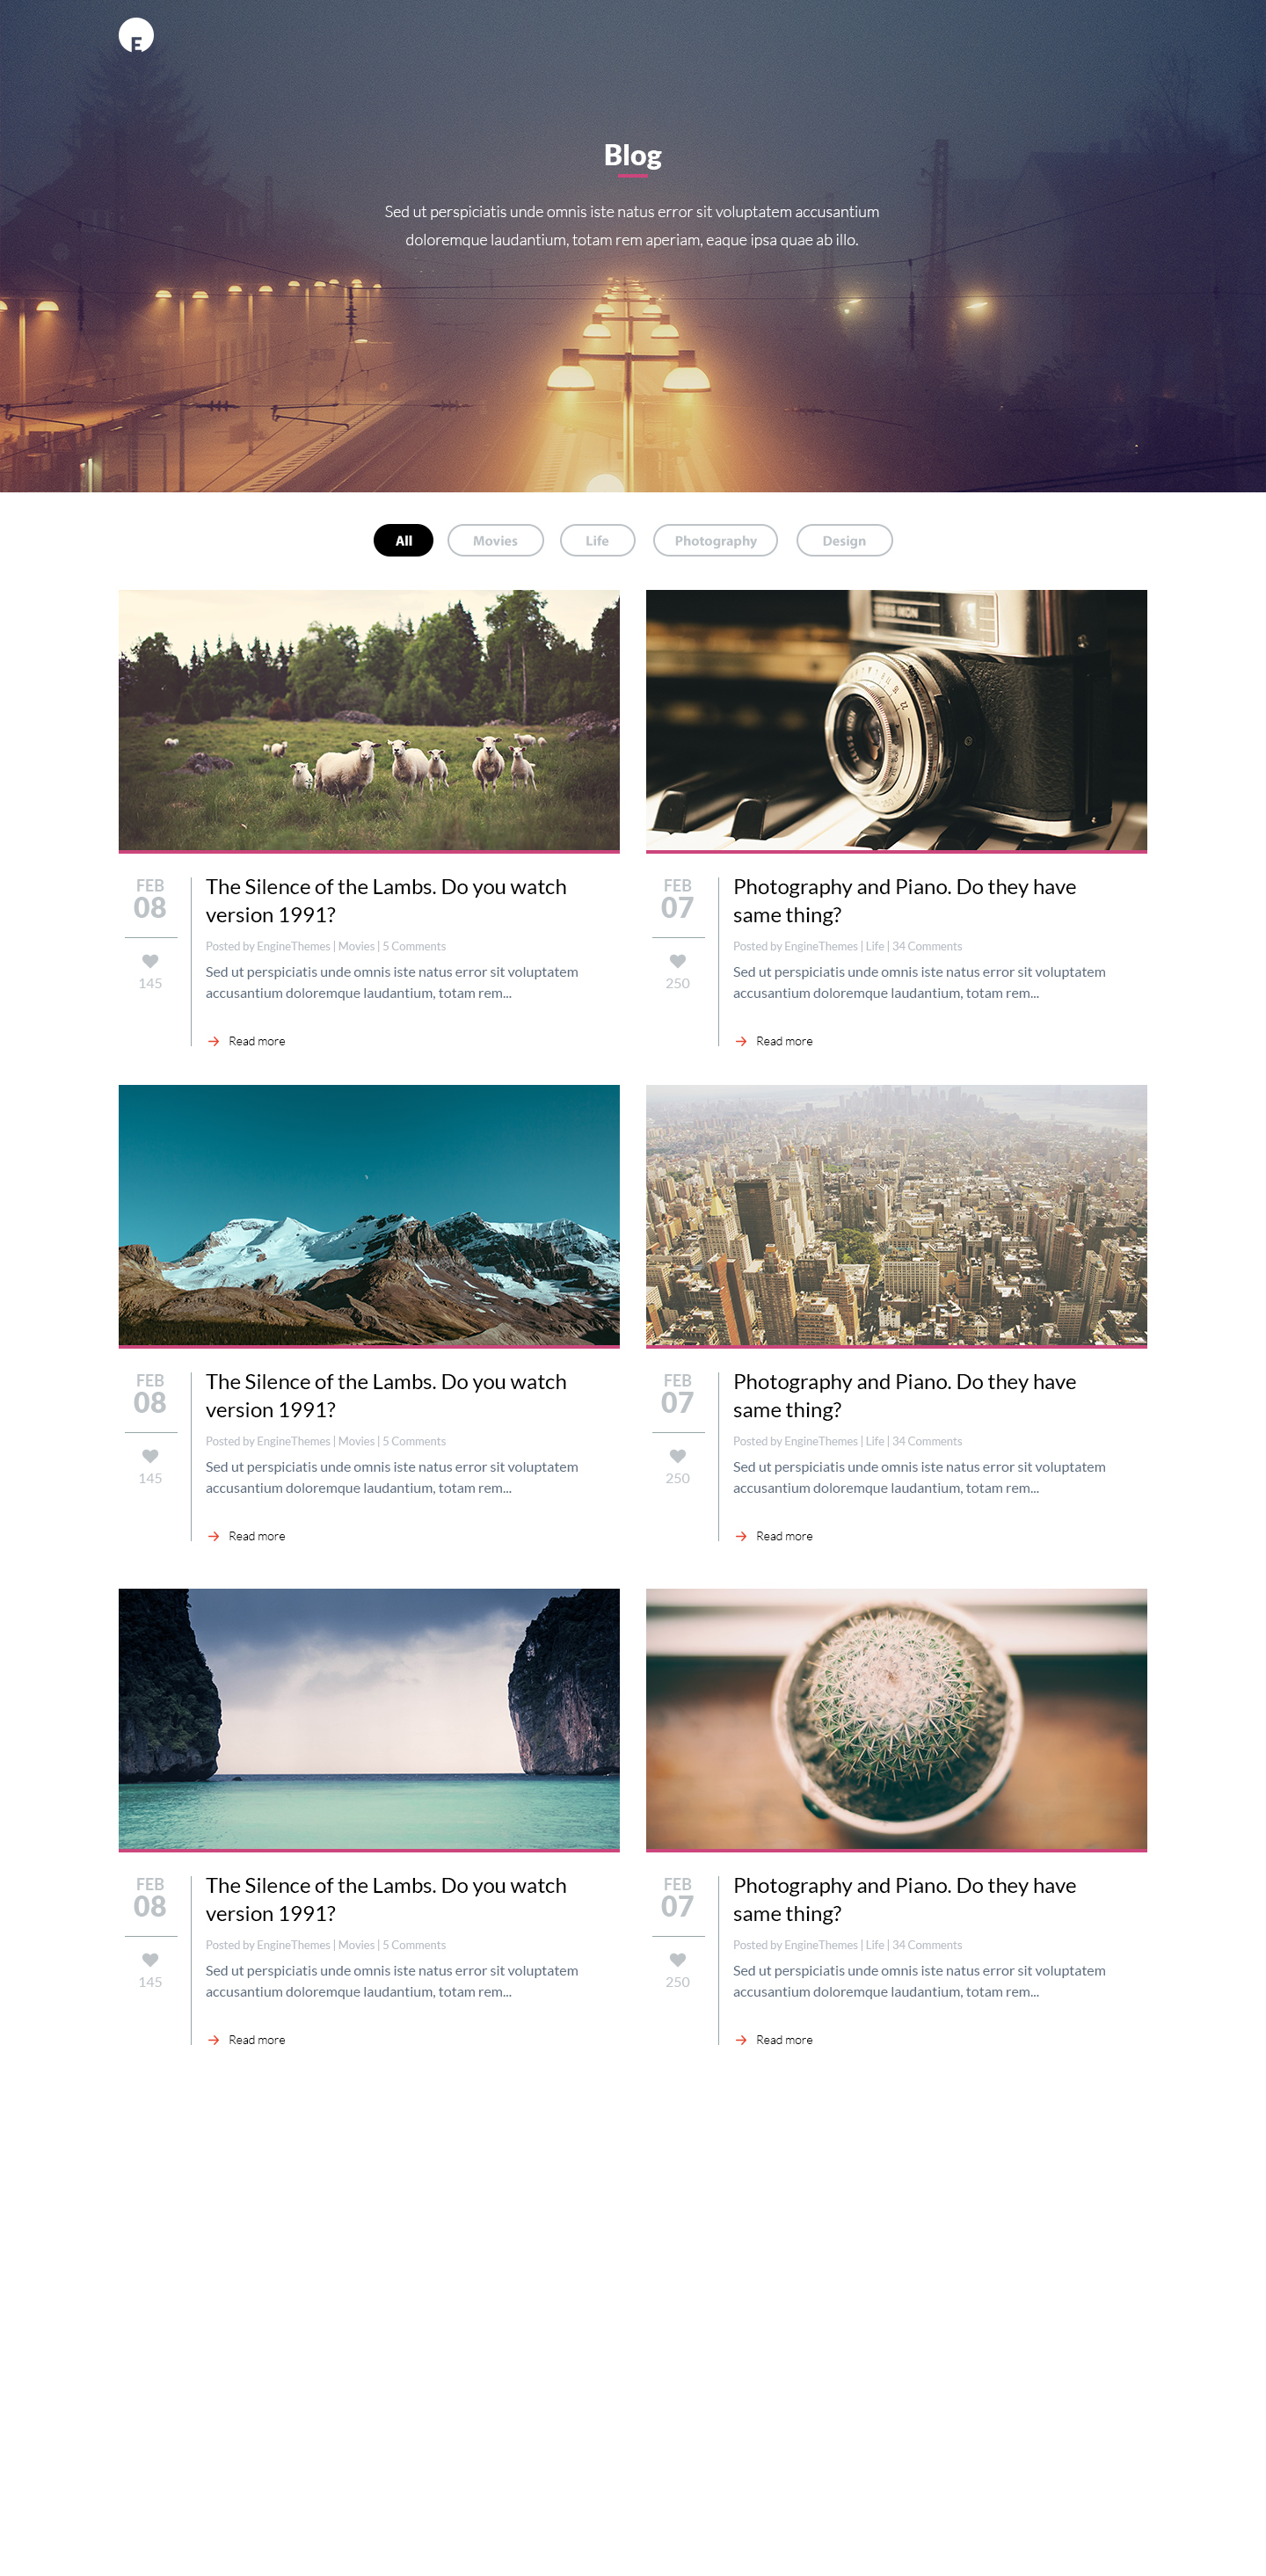 E
Blog
Sed ut perspiciatis unde omnis iste natus error sit voluptatem accusantium
doloremque laudantium, totam rem aperiam, eaque ipsa quae ab illo.
All
Movies
Life
Photography
Design
FEB
08
145
The Silence of the Lambs. Do you watch
version 1991?
Posted by EngineThemes | Movies | 5 Comments
Sed ut perspiciatis unde omnis iste natus error sit voluptatem
accusantium doloremque laudantium, totam rem...
Read more
FEB
07
250
Photography and Piano. Do they have
same thing?
Posted by EngineThemes | Life | 34 Comments
Sed ut perspiciatis unde omnis iste natus error sit voluptatem
accusantium doloremque laudantium, totam rem...
Read more
FEB
08
145
The Silence of the Lambs. Do you watch
version 1991?
Posted by EngineThemes | Movies | 5 Comments
Sed ut perspiciatis unde omnis iste natus error sit voluptatem
accusantium doloremque laudantium, totam rem...
Read more
FEB
07
250
Photography and Piano. Do they have
same thing?
Posted by EngineThemes | Life | 34 Comments
Sed ut perspiciatis unde omnis iste natus error sit voluptatem
accusantium doloremque laudantium, totam rem...
Read more
FEB
08
145
The Silence of the Lambs. Do you watch
version 1991?
Posted by EngineThemes | Movies | 5 Comments
Sed ut perspiciatis unde omnis iste natus error sit voluptatem
accusantium doloremque laudantium, totam rem...
Read more
FEB
07
250
Photography and Piano. Do they have
same thing?
Posted by EngineThemes | Life | 34 Comments
Sed ut perspiciatis unde omnis iste natus error sit voluptatem
accusantium doloremque laudantium, totam rem...
Read more